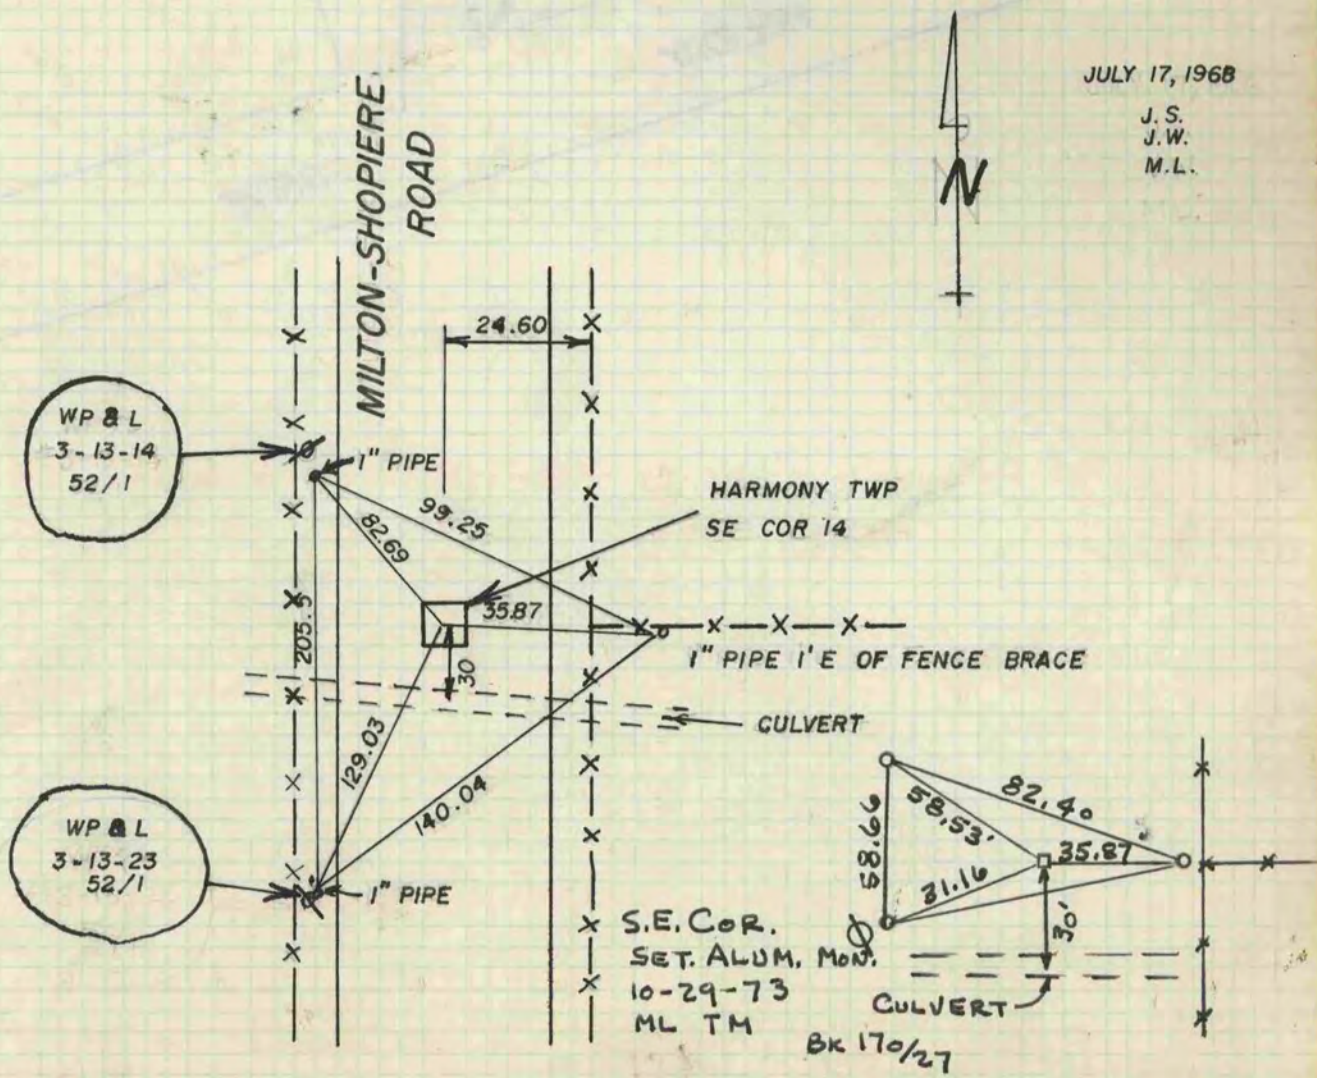 JULY 17, 1968
J.S.
J.W.
M.L.
N
MILTON-SHOPIERE
ROAD
24.60
WP & L
3-13-14
52/1
1" PIPE
99.25
82.69
HARMONY TWP
SE COR 14
35.87
205.5
30
1" PIPE 1' E OF FENCE BRACE
CULVERT
129.03
140.04
WP & L
3-13-23
52/1
1" PIPE
82.40
58.53'
58.66
35.87
31.16
30'
CULVERT
S.E. COR.
SET. ALUM. MON.
10-29-73
ML TM
BK 170/27